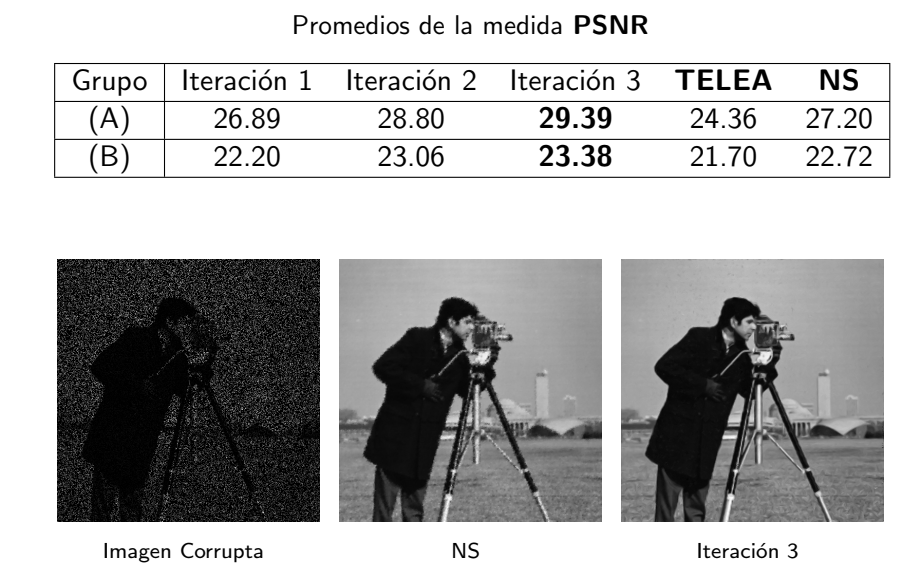 Promedios de la medida PSNR
Grupo Iteración 1 Iteración 2 Iteración 3 TELEA NS
(A) 26.89 28.80 29.39 24.36 27.20
(B) 22.20 23.06 23.38 21.70 22.72
Imagen Corrupta NS Iteración 3